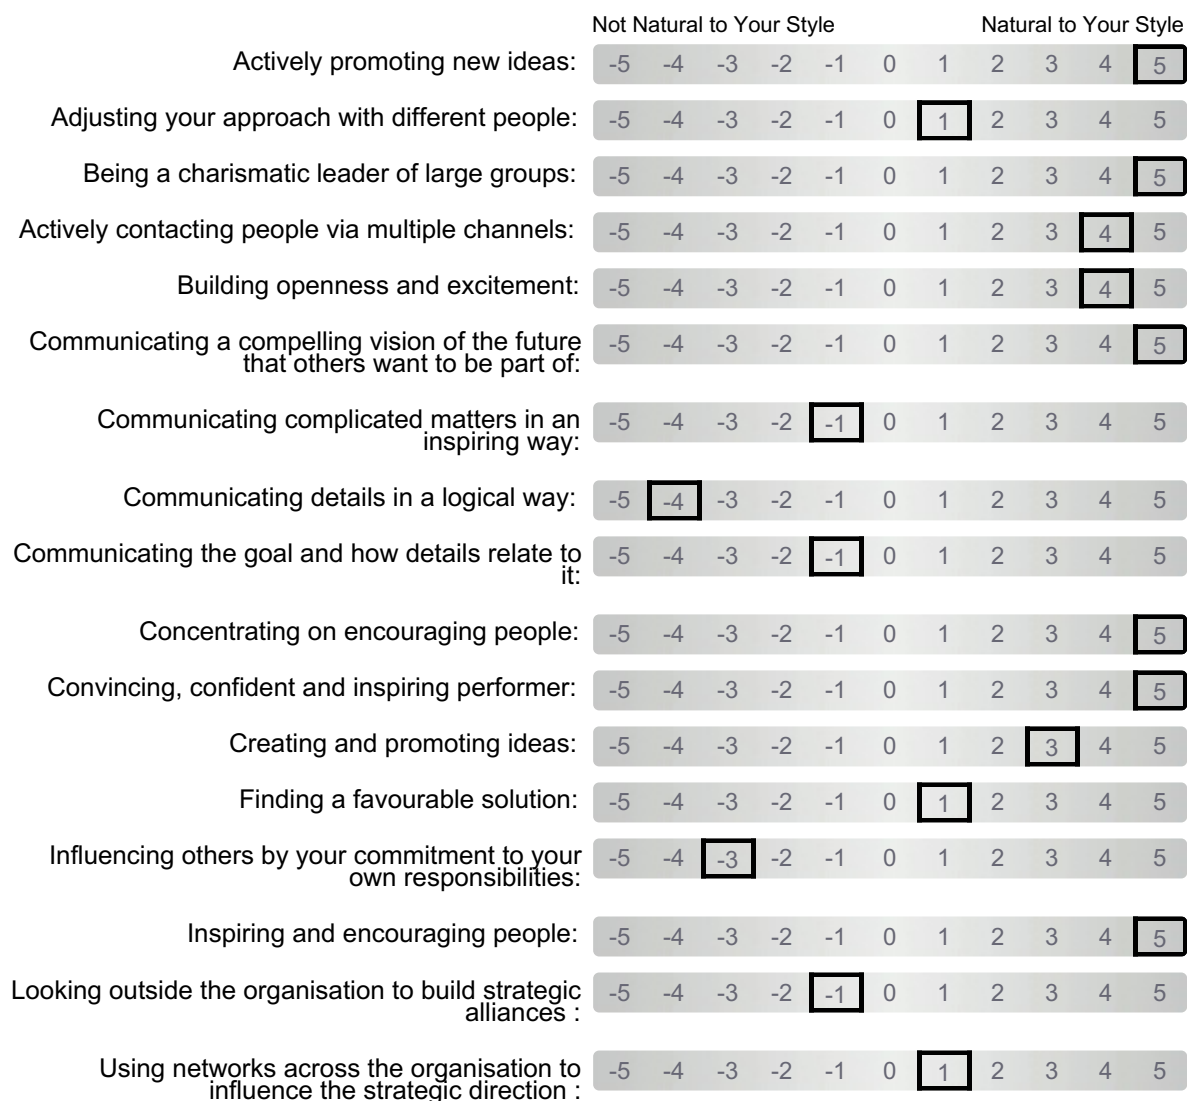 Not Natural to Your Style Natural to Your Style
Actively promoting new ideas: -5 -4 -3 -2 -1 0 1 2 3 4 5
Adjusting your approach with different people: -5 -4 -3 -2 -1 0 1 2 3 4 5
Being a charismatic leader of large groups: -5 -4 -3 -2 -1 0 1 2 3 4 5
Actively contacting people via multiple channels: -5 -4 -3 -2 -1 0 1 2 3 4 5
Building openness and excitement: -5 -4 -3 -2 -1 0 1 2 3 4 5
Communicating a compelling vision of the future
that others want to be part of: -5 -4 -3 -2 -1 0 1 2 3 4 5
Communicating complicated matters in an
inspiring way: -5 -4 -3 -2 -1 0 1 2 3 4 5
Communicating details in a logical way: -5 -4 -3 -2 -1 0 1 2 3 4 5
Communicating the goal and how details relate to
it: -5 -4 -3 -2 -1 0 1 2 3 4 5
Concentrating on encouraging people: -5 -4 -3 -2 -1 0 1 2 3 4 5
Convincing, confident and inspiring performer: -5 -4 -3 -2 -1 0 1 2 3 4 5
Creating and promoting ideas: -5 -4 -3 -2 -1 0 1 2 3 4 5
Finding a favourable solution: -5 -4 -3 -2 -1 0 1 2 3 4 5
Influencing others by your commitment to your
own responsibilities: -5 -4 -3 -2 -1 0 1 2 3 4 5
Inspiring and encouraging people: -5 -4 -3 -2 -1 0 1 2 3 4 5
Looking outside the organisation to build strategic
alliances : -5 -4 -3 -2 -1 0 1 2 3 4 5
Using networks across the organisation to
influence the strategic direction : -5 -4 -3 -2 -1 0 1 2 3 4 5